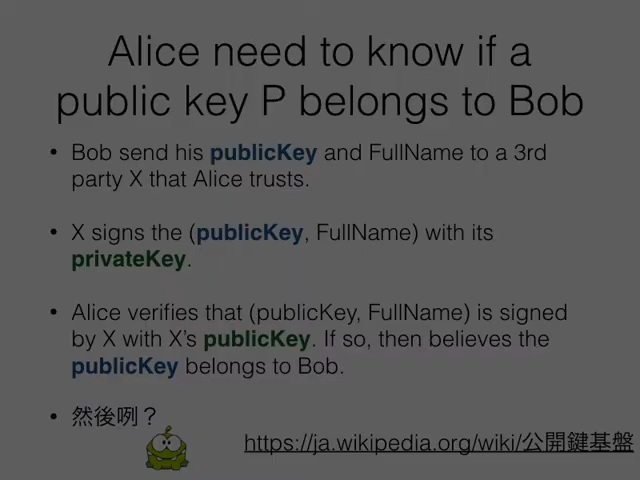 Alice need to know if a
public key P belongs to Bob
• Bob send his publicKey and FullName to a 3rd
party X that Alice trusts.
• X signs the (publicKey, FullName) with its
privateKey.
• Alice verifies that (publicKey, FullName) is signed
by X with X’s publicKey. If so, then believes the
publicKey belongs to Bob.
• 然後咧？
https://ja.wikipedia.org/wiki/公開鍵基盤